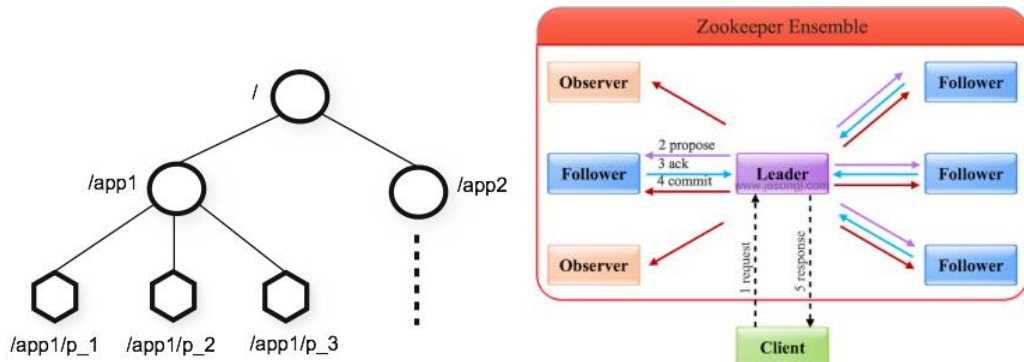 /
/app1
/app2
/app1/p_1
/app1/p_2
/app1/p_3
Zookeeper Ensemble
Observer
Follower
2 propose
3 ack
4 commit
Follower
Leader
www.jasongj.com
Follower
Observer
1 request
5 response
Follower
Client